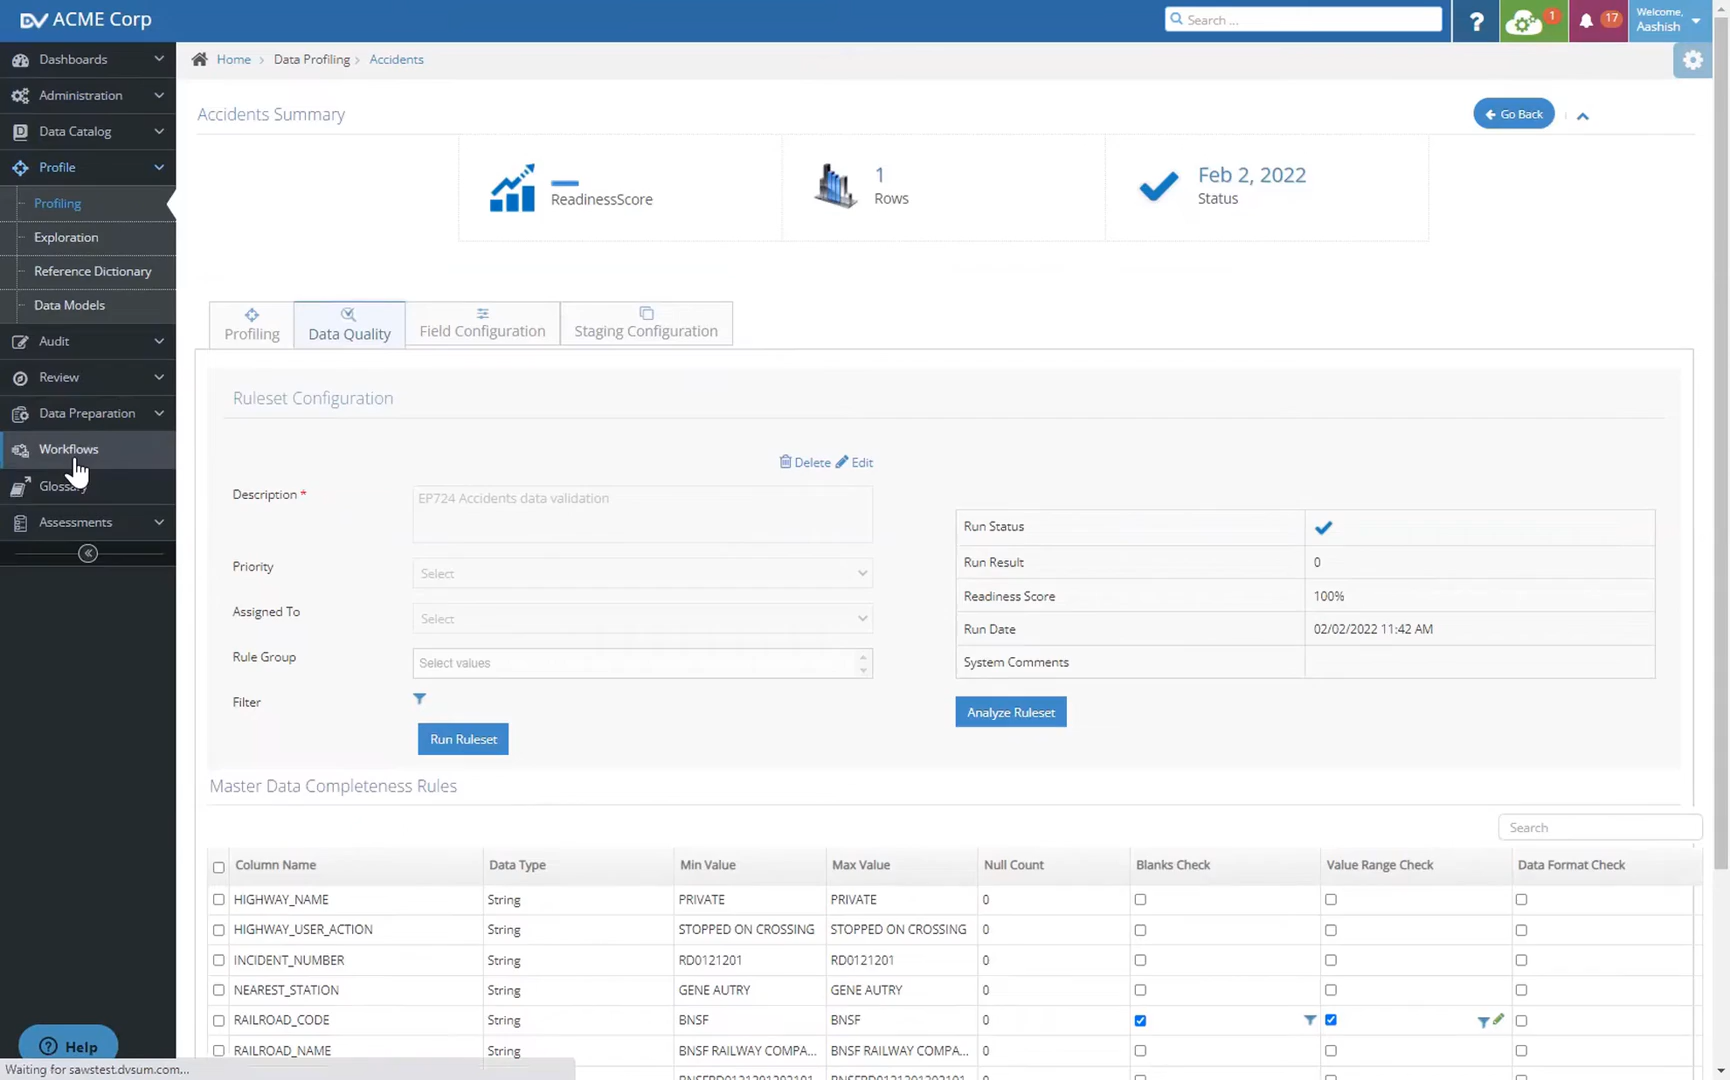 DV ACME Corp
Search ...
?
1
17
Welcome,
Aashish
Dashboards
Administration
Data Catalog
Profile
Profiling
Exploration
Reference Dictionary
Data Models
Audit
Review
Data Preparation
Workflows
Glossary
Assessments
Help
Waiting for sawstest.dvsum.com...
Home > Data Profiling > Accidents
Accidents Summary
Go Back
ReadinessScore
1
Rows
Feb 2, 2022
Status
Profiling
Data Quality
Field Configuration
Staging Configuration
Ruleset Configuration
Delete Edit
Description *
EP724 Accidents data validation
Priority
Select
Assigned To
Select
Rule Group
Select values
Filter
Run Ruleset
Run Status
Run Result 0
Readiness Score 100%
Run Date 02/02/2022 11:42 AM
System Comments
Analyze Ruleset
Master Data Completeness Rules
Search
Column Name Data Type Min Value Max Value Null Count Blanks Check Value Range Check Data Format Check
HIGHWAY_NAME String PRIVATE PRIVATE 0
HIGHWAY_USER_ACTION String STOPPED ON CROSSING STOPPED ON CROSSING 0
INCIDENT_NUMBER String RD0121201 RD0121201 0
NEAREST_STATION String GENE AUTRY GENE AUTRY 0
RAILROAD_CODE String BNSF BNSF 0
RAILROAD_NAME String BNSF RAILWAY COMPA... BNSF RAILWAY COMPA... 0